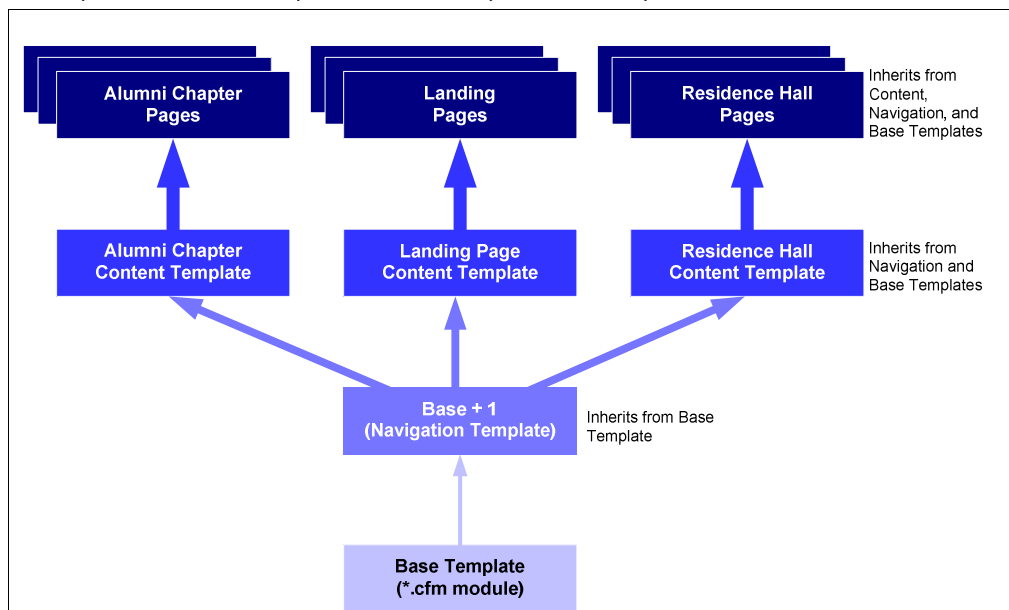 Alumni Chapter
Pages
Landing
Pages
Residence Hall
Pages
Inherits from
Content,
Navigation, and
Base Templates
Alumni Chapter
Content Template
Landing Page
Content Template
Residence Hall
Content Template
Inherits from
Navigation and
Base Templates
Base + 1
(Navigation Template)
Inherits from Base
Template
Base Template
(*.cfm module)